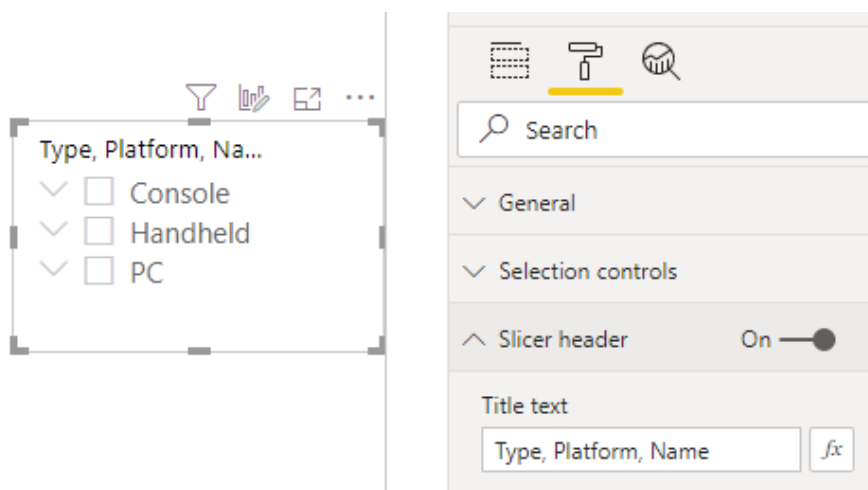 Type, Platform, Na...
Console
Handheld
PC
Search
General
Selection controls
Slicer header On
Title text
Type, Platform, Name
fx